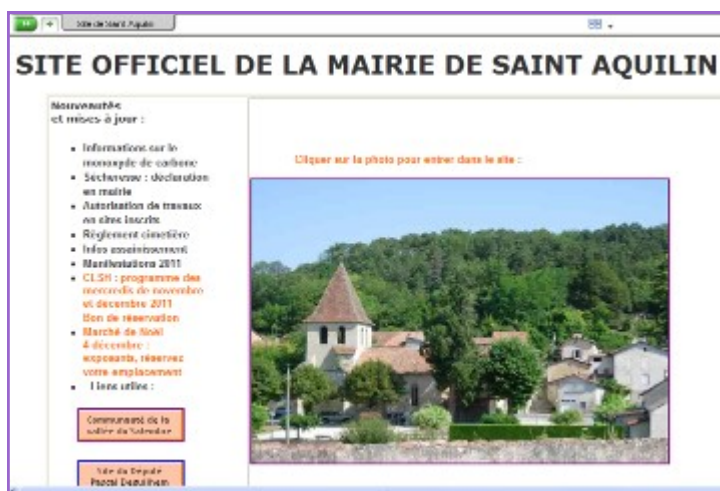 Site de Saint Aquilin
SITE OFFICIEL DE LA MAIRIE DE SAINT AQUILIN
Nouveautés
et mises à jour :
Informations sur le
monoxyde de carbone
Sécheresse : déclaration
en mairie
Autorisation de travaux
en sites inscrits
Règlement cimetière
Infos assainissement
Manifestations 2011
CLSH : programme des
mercredis de novembre
et décembre 2011
Bon de réservation
Marché de Noël
4 décembre :
exposants, réservez
votre emplacement
Liens utiles :
Communauté de la
vallée du Salembre
Site du Député
Pascal Deguilhem
Cliquer sur la photo pour entrer dans le site :